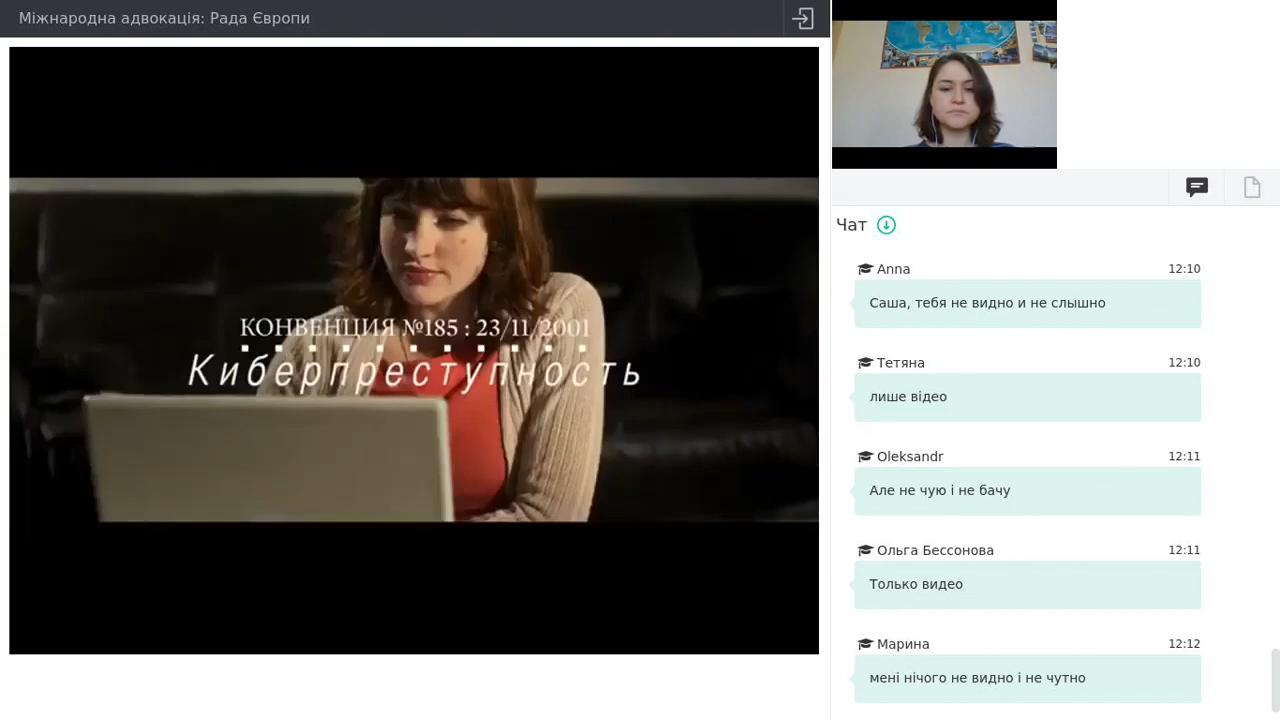 Міжнародна адвокація: Рада Європи
КОНВЕНЦИЯ №185 : 23/11/2001
Киберпреступность
Чат
Anna 12:10
Саша, тебя не видно и не слышно
Тетяна 12:10
лише відео
Oleksandr 12:11
Але не чую і не бачу
Ольга Бессонова 12:11
Только видео
Марина 12:12
мені нічого не видно і не чутно